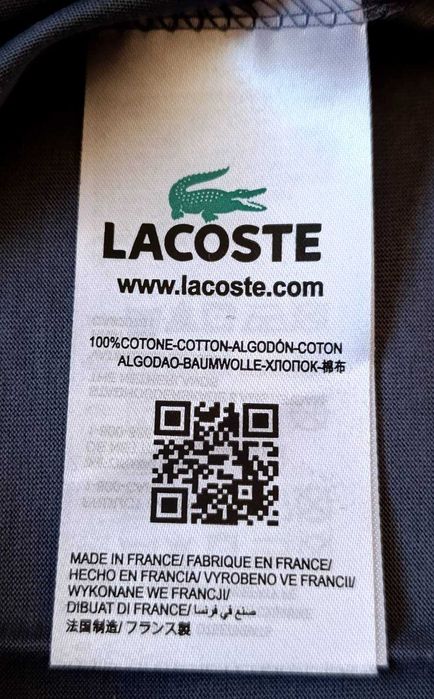 LACOSTE
www.lacoste.com
100%COTONE-COTTON-ALGODÓN-COTON
ALGODAO-BAUMWOLLE-ХЛОПОК-棉布
MADE IN FRANCE/ FABRIQUE EN FRANCE/
HECHO EN FRANCIA/ VYROBENO VE FRANCII/
WYKONANE WE FRANCJI/
DIBUAT DI FRANCE/ صنع في فرنسا/
法国制造/ フランス製